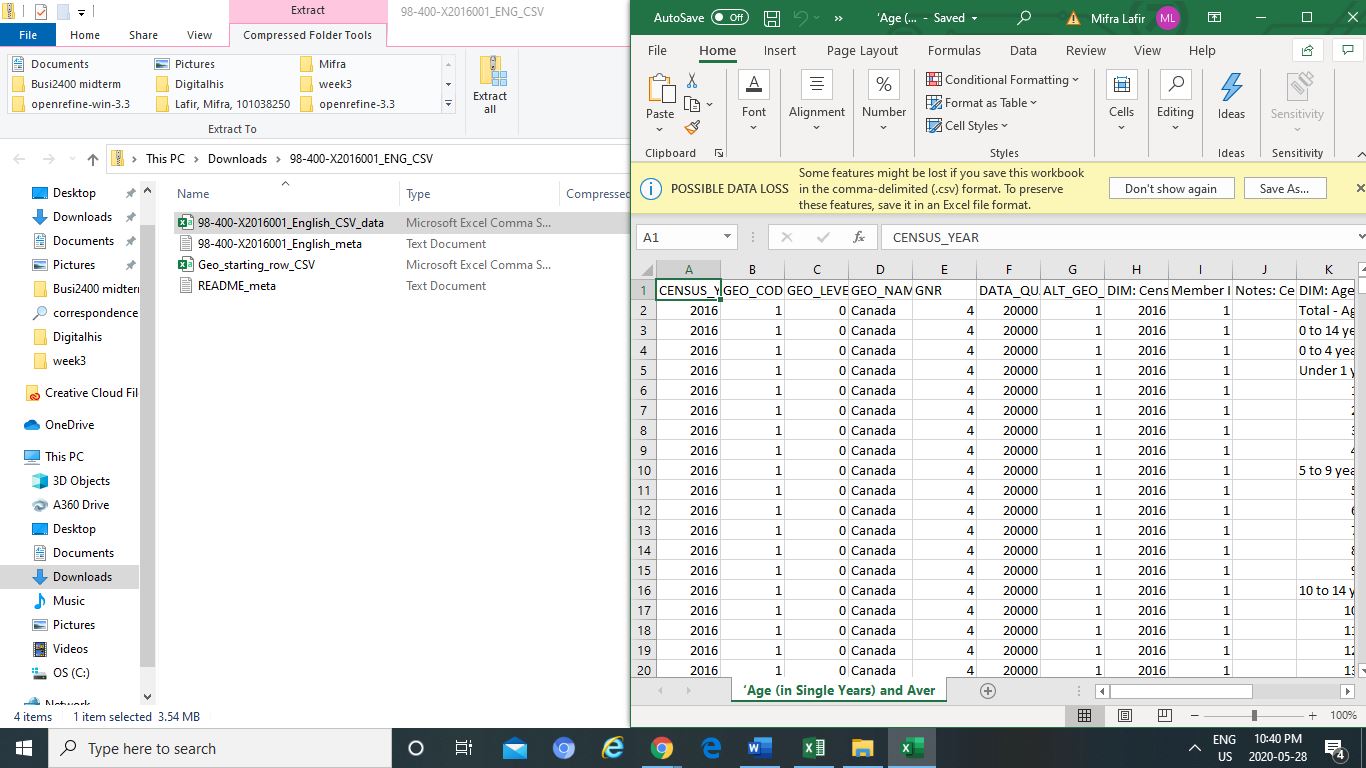 Extract
98-400-X2016001_ENG_CSV
File Home Share View Compressed Folder Tools
Documents Pictures Mifra
Busi2400 midterm Digitalhis week3
openrefine-win-3.3 Lafir, Mifra, 101038250 openrefine-3.3
Extract all
Extract To
This PC Downloads 98-400-X2016001_ENG_CSV
Name Type Compressed
98-400-X2016001_English_CSV_data Microsoft Excel Comma S...
98-400-X2016001_English_meta Text Document
Geo_starting_row_CSV Microsoft Excel Comma S...
README_meta Text Document
Desktop
Downloads
Documents
Pictures
Busi2400 midter
correspondence
Digitalhis
week3
Creative Cloud Fil
OneDrive
This PC
3D Objects
A360 Drive
Desktop
Documents
Downloads
Music
Pictures
Videos
OS (C:)
Network
4 items 1 item selected 3.54 MB
AutoSave Off 'Age (... - Saved Mifra Lafir ML
File Home Insert Page Layout Formulas Data Review View Help
Paste Font Alignment Number Conditional Formatting Format as Table Cell Styles Cells Editing Ideas Sensitivity
Clipboard Styles Ideas Sensitivity
POSSIBLE DATA LOSS Some features might be lost if you save this workbook in the comma-delimited (.csv) format. To preserve these features, save it in an Excel file format. Don't show again Save As...
A1 fx CENSUS_YEAR
A B C D E F G H I J K
1 CENSUS_Y GEO_COD GEO_LEVE GEO_NAM GNR DATA_QU ALT_GEO_ DIM: Cens Member I Notes: Ce DIM: Age
2 2016 1 0 Canada 4 20000 1 2016 1 Total - Ag
3 2016 1 0 Canada 4 20000 1 2016 1 0 to 14 ye
4 2016 1 0 Canada 4 20000 1 2016 1 0 to 4 yea
5 2016 1 0 Canada 4 20000 1 2016 1 Under 1 y
6 2016 1 0 Canada 4 20000 1 2016 1 1
7 2016 1 0 Canada 4 20000 1 2016 1 2
8 2016 1 0 Canada 4 20000 1 2016 1 3
9 2016 1 0 Canada 4 20000 1 2016 1 4
10 2016 1 0 Canada 4 20000 1 2016 1 5 to 9 yea
11 2016 1 0 Canada 4 20000 1 2016 1 5
12 2016 1 0 Canada 4 20000 1 2016 1 6
13 2016 1 0 Canada 4 20000 1 2016 1 7
14 2016 1 0 Canada 4 20000 1 2016 1 8
15 2016 1 0 Canada 4 20000 1 2016 1 9
16 2016 1 0 Canada 4 20000 1 2016 1 10 to 14 y
17 2016 1 0 Canada 4 20000 1 2016 1 10
18 2016 1 0 Canada 4 20000 1 2016 1 11
19 2016 1 0 Canada 4 20000 1 2016 1 12
20 2016 1 0 Canada 4 20000 1 2016 1 13
'Age (in Single Years) and Aver
100%
Type here to search
ENG US 10:40 PM 2020-05-28 4